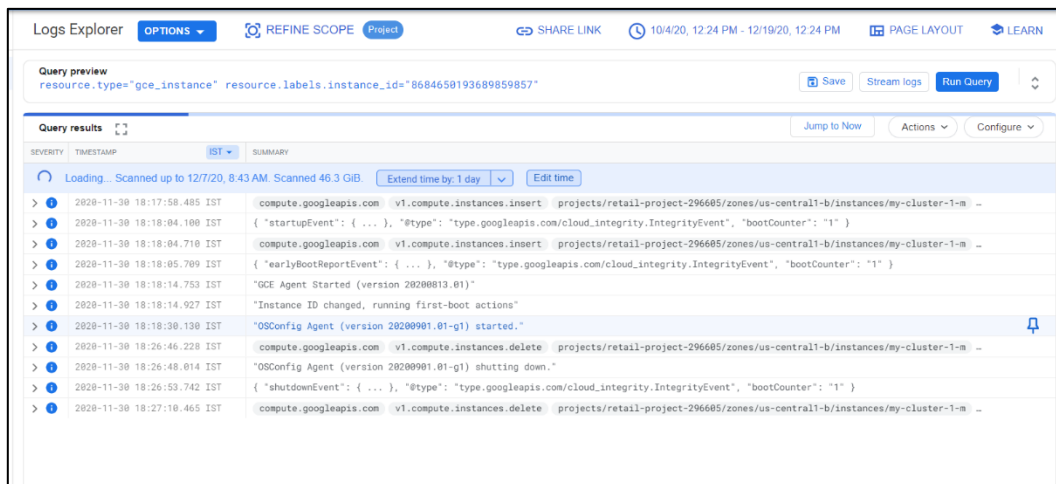 Logs Explorer OPTIONS REFINE SCOPE Project SHARE LINK 10/4/20, 12:24 PM - 12/19/20, 12:24 PM PAGE LAYOUT LEARN
Query preview
resource.type="gce_instance" resource.labels.instance_id="8684650193689859857"
Save Stream logs Run Query
Query results Jump to Now Actions Configure
SEVERITY TIMESTAMP IST SUMMARY
Loading... Scanned up to 12/7/20, 8:43 AM. Scanned 46.3 GiB. Extend time by: 1 day Edit time
2020-11-30 18:17:58.485 IST compute.googleapis.com v1.compute.instances.insert projects/retail-project-296605/zones/us-central1-b/instances/my-cluster-1-m …
2020-11-30 18:18:04.100 IST { "startupEvent": { ... }, "@type": "type.googleapis.com/cloud_integrity.IntegrityEvent", "bootCounter": "1" }
2020-11-30 18:18:04.710 IST compute.googleapis.com v1.compute.instances.insert projects/retail-project-296605/zones/us-central1-b/instances/my-cluster-1-m …
2020-11-30 18:18:05.709 IST { "earlyBootReportEvent": { ... }, "@type": "type.googleapis.com/cloud_integrity.IntegrityEvent", "bootCounter": "1" }
2020-11-30 18:18:14.753 IST "GCE Agent Started (version 20200813.01)"
2020-11-30 18:18:14.927 IST "Instance ID changed, running first-boot actions"
2020-11-30 18:18:30.130 IST "OSConfig Agent (version 20200901.01-g1) started."
2020-11-30 18:26:46.228 IST compute.googleapis.com v1.compute.instances.delete projects/retail-project-296605/zones/us-central1-b/instances/my-cluster-1-m …
2020-11-30 18:26:48.014 IST "OSConfig Agent (version 20200901.01-g1) shutting down."
2020-11-30 18:26:53.742 IST { "shutdownEvent": { ... }, "@type": "type.googleapis.com/cloud_integrity.IntegrityEvent", "bootCounter": "1" }
2020-11-30 18:27:10.465 IST compute.googleapis.com v1.compute.instances.delete projects/retail-project-296605/zones/us-central1-b/instances/my-cluster-1-m …